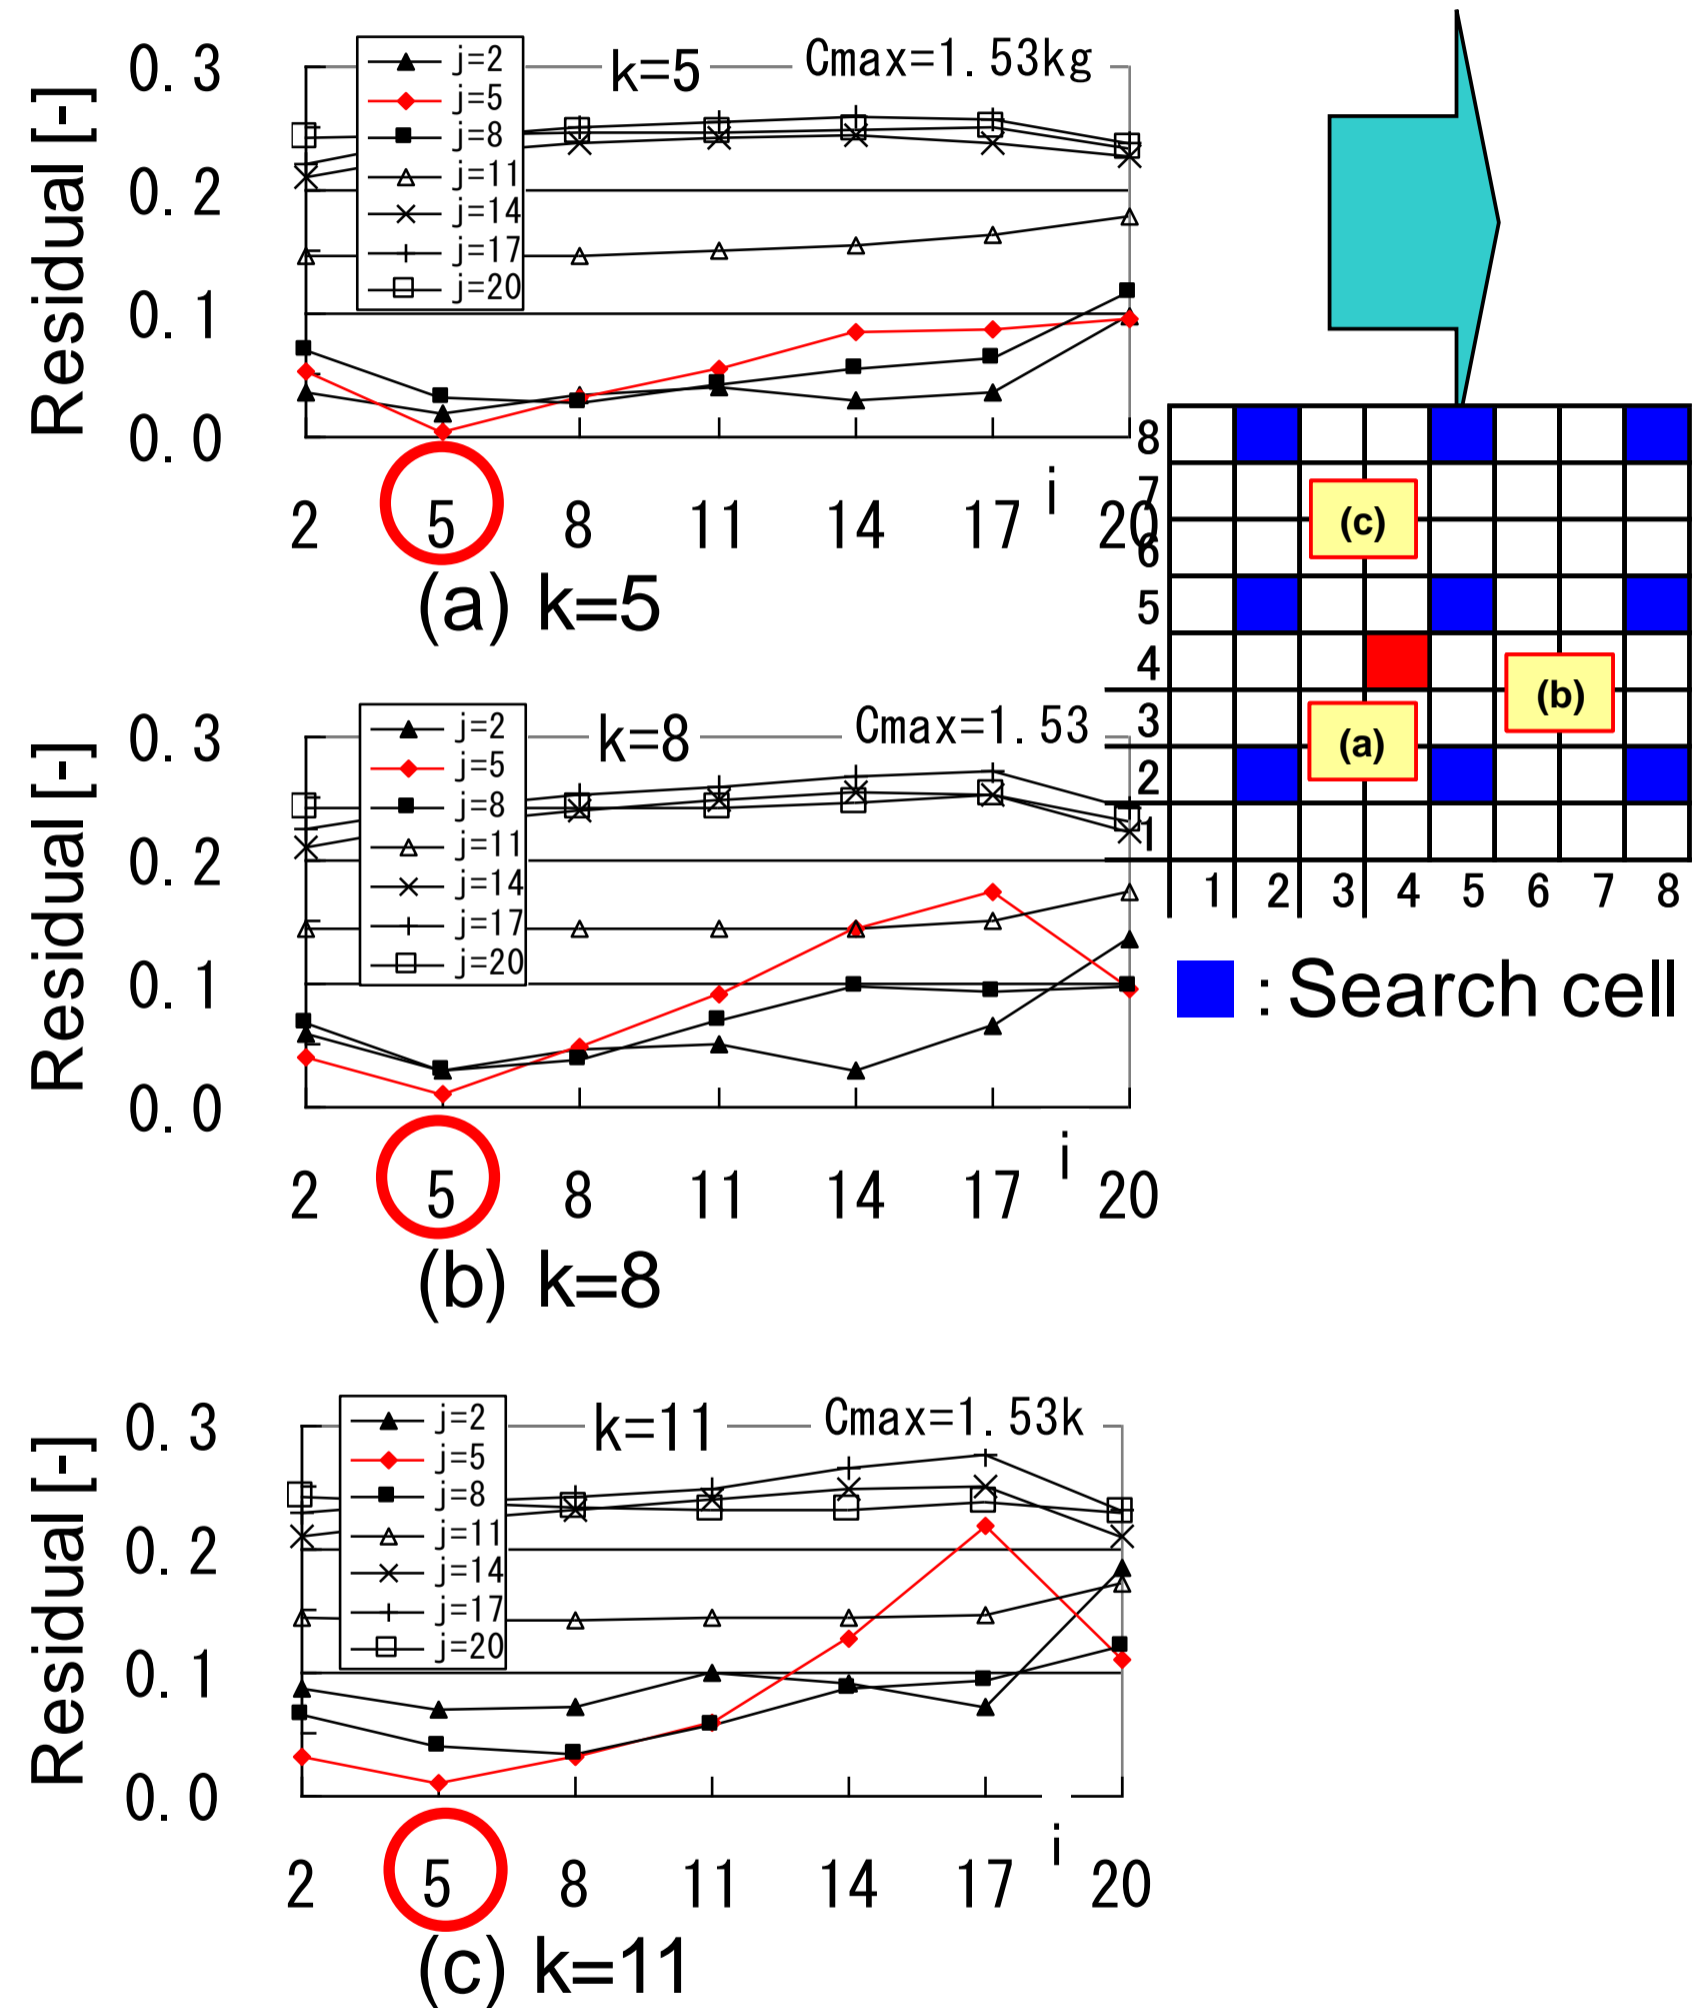 Residual [-]
0.3
0.2
0.1
0.0
j=2
j=5
j=8
j=11
j=14
j=17
j=20
k=5
Cmax=1.53kg
2 5 8 11 14 17 20
i
(a) k=5
Residual [-]
0.3
0.2
0.1
0.0
j=2
j=5
j=8
j=11
j=14
j=17
j=20
k=8
Cmax=1.53
2 5 8 11 14 17 20
i
(b) k=8
Residual [-]
0.3
0.2
0.1
0.0
j=2
j=5
j=8
j=11
j=14
j=17
j=20
k=11
Cmax=1.53k
2 5 8 11 14 17 20
i
(c) k=11
8
7
6
5
4
3
2
1
(c)
(b)
(a)
1 2 3 4 5 6 7 8
: Search cell